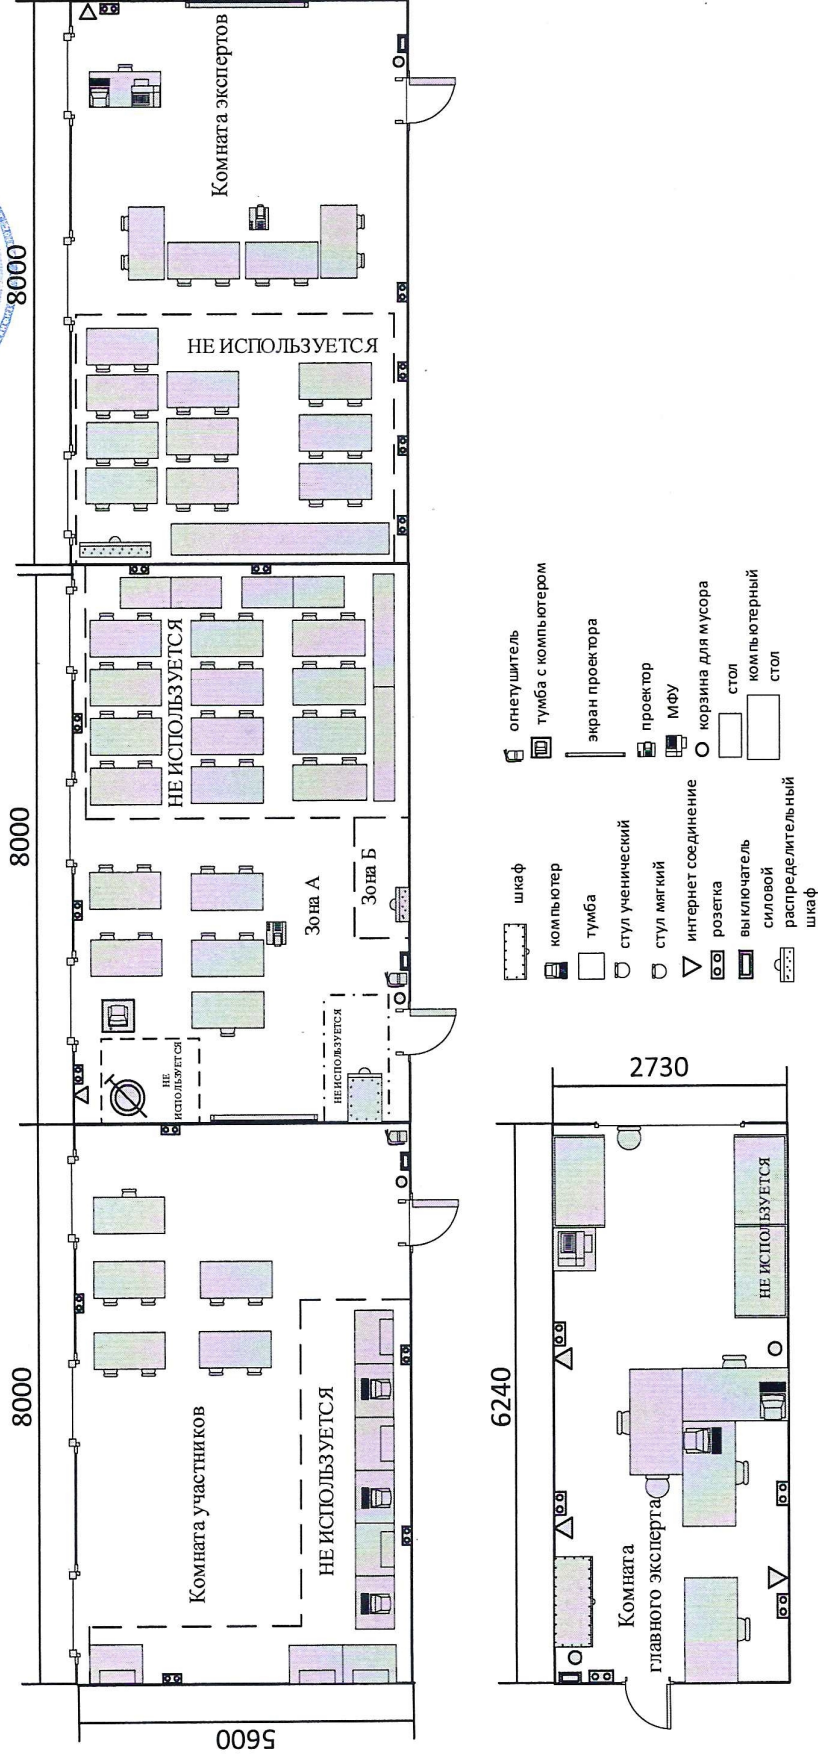 8000
8000
8000
5600
Комната участников
НЕ ИСПОЛЬЗУЕТСЯ
НЕ
ИСПОЛЬЗУЕТСЯ
НЕ ИСПОЛЬЗУЕТСЯ
Зона А
Зона Б
НЕ ИСПОЛЬЗУЕТСЯ
НЕ ИСПОЛЬЗУЕТСЯ
Комната экспертов
6240
2730
Комната
главного эксперта
НЕ ИСПОЛЬЗУЕТСЯ
шкаф
компьютер
тумба
стул ученический
стул мягкий
интернет соединение
розетка
выключатель
силовой
распределительный
шкаф
огнетушитель
тумба с компьютером
экран проектора
проектор
МФУ
корзина для мусора
стол
компьютерный
стол